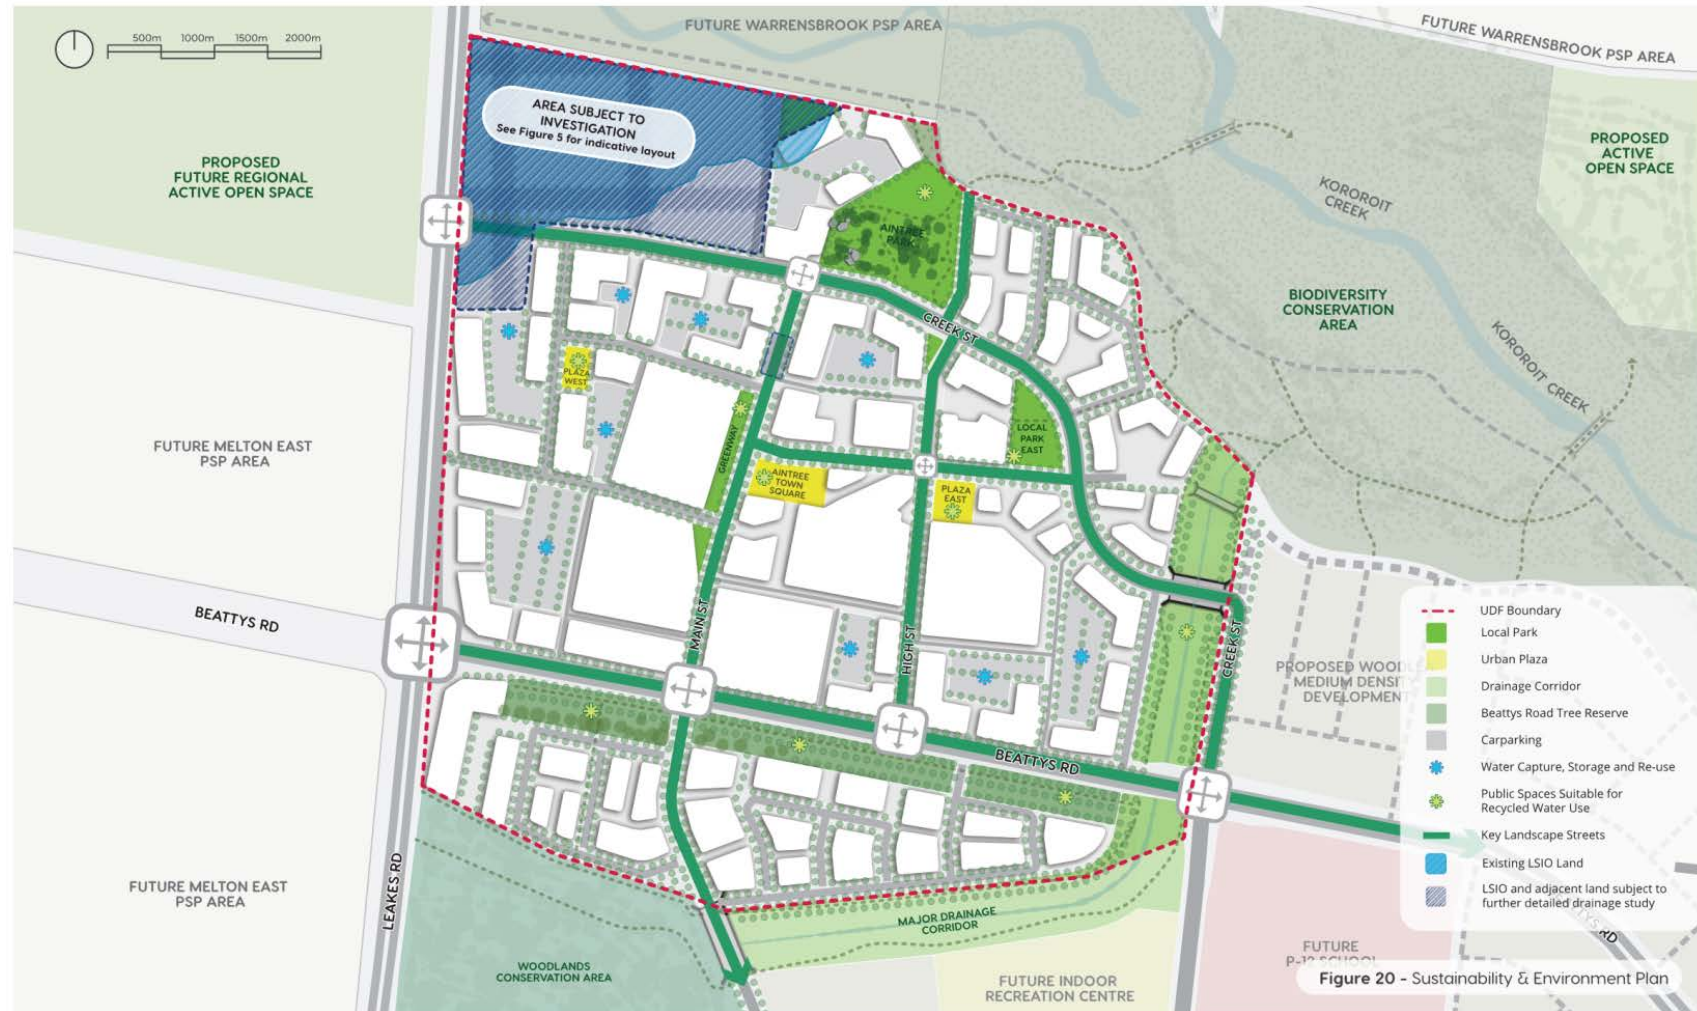 500m 1000m 1500m 2000m
FUTURE WARRENSBROOK PSP AREA
FUTURE WARRENSBROOK PSP AREA
AREA SUBJECT TO
INVESTIGATION
See Figure 5 for indicative layout
PROPOSED
FUTURE REGIONAL
ACTIVE OPEN SPACE
PROPOSED
ACTIVE
OPEN SPACE
KOROROIT
CREEK
AINTREE
PARK
BIODIVERSITY
CONSERVATION
AREA
CREEK ST
KOROROIT CREEK
PLAZA
WEST
FUTURE MELTON EAST
PSP AREA
GREENWAY
LOCAL
PARK
EAST
AINTREE
TOWN
SQUARE
PLAZA
EAST
BEATTYS RD
MAIN ST
HIGH ST
CREEK ST
PROPOSED
MEDIUM DENSITY
DEVELOPMENT
BEATTYS RD
FUTURE MELTON EAST
PSP AREA
LEAKES RD
MAJOR DRAINAGE
CORRIDOR
WOODLANDS
CONSERVATION AREA
FUTURE INDOOR
RECREATION CENTRE
FUTURE
SCHOOL
RD
UDF Boundary
Local Park
Urban Plaza
Drainage Corridor
Beattys Road Tree Reserve
Carparking
Water Capture, Storage and Re-use
Public Spaces Suitable for
Recycled Water Use
Key Landscape Streets
Existing LSIO Land
LSIO and adjacent land subject to
further detailed drainage study
Figure 20 - Sustainability & Environment Plan